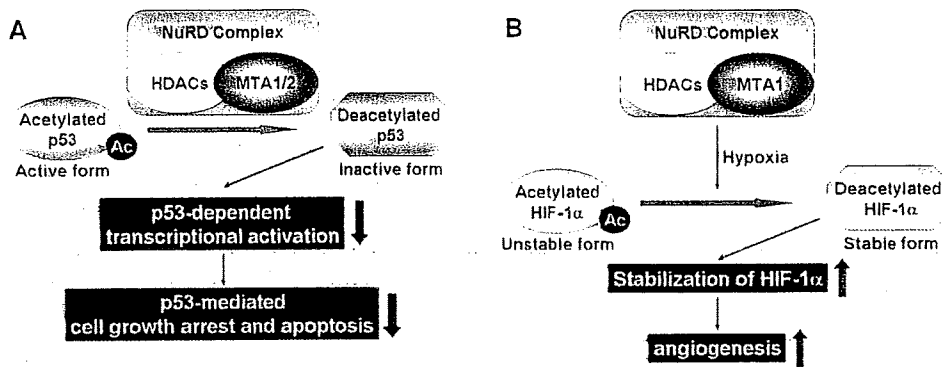 A
NuRD Complex
HDACs
MTA1/2
Acetylated
p53
Ac
Active form
Deacetylated
p53
Inactive form
p53-dependent
transcriptional activation
p53-mediated
cell growth arrest and apoptosis
B
NuRD Complex
HDACs
MTA1
Hypoxia
Acetylated
HIF-1α
Ac
Unstable form
Deacetylated
HIF-1α
Stable form
Stabilization of HIF-1α
angiogenesis